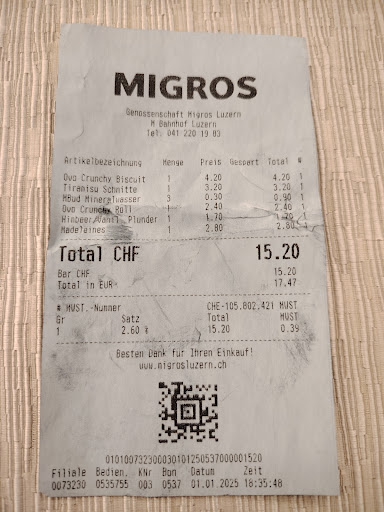 MIGROS
Genossenschaft Migros Luzern
M Bahnhof Luzern
Tel. 041 220 19 83
Artikelbezeichnung Menge Preis Gespart Total #
Ovo Crunchy Biscuit 1 4.20 4.20 1
Tiramisu Schnitte 1 3.20 3.20 1
MBud Mineralwasser 3 0.30 0.90 1
Ovo Crunchy Roll 1 2.40 2.40 1
Himbeer/Vanil. Plunder 1 1.70 1.70 1
Madeleines 1 2.80 2.80 1
Total CHF 15.20
Bar CHF 15.20
Total in EUR 17.47
# MWST.-Nummer CHE-105.802.421 MWST
Gr Satz Total MWST
1 2.60 % 15.20 0.39
Besten Dank für Ihren Einkauf!
www.migrosluzern.ch
Filiale Bedien. KNr Bon Datum Zeit
0073230 0535755 003 0537 01.01.2025 18:35:48